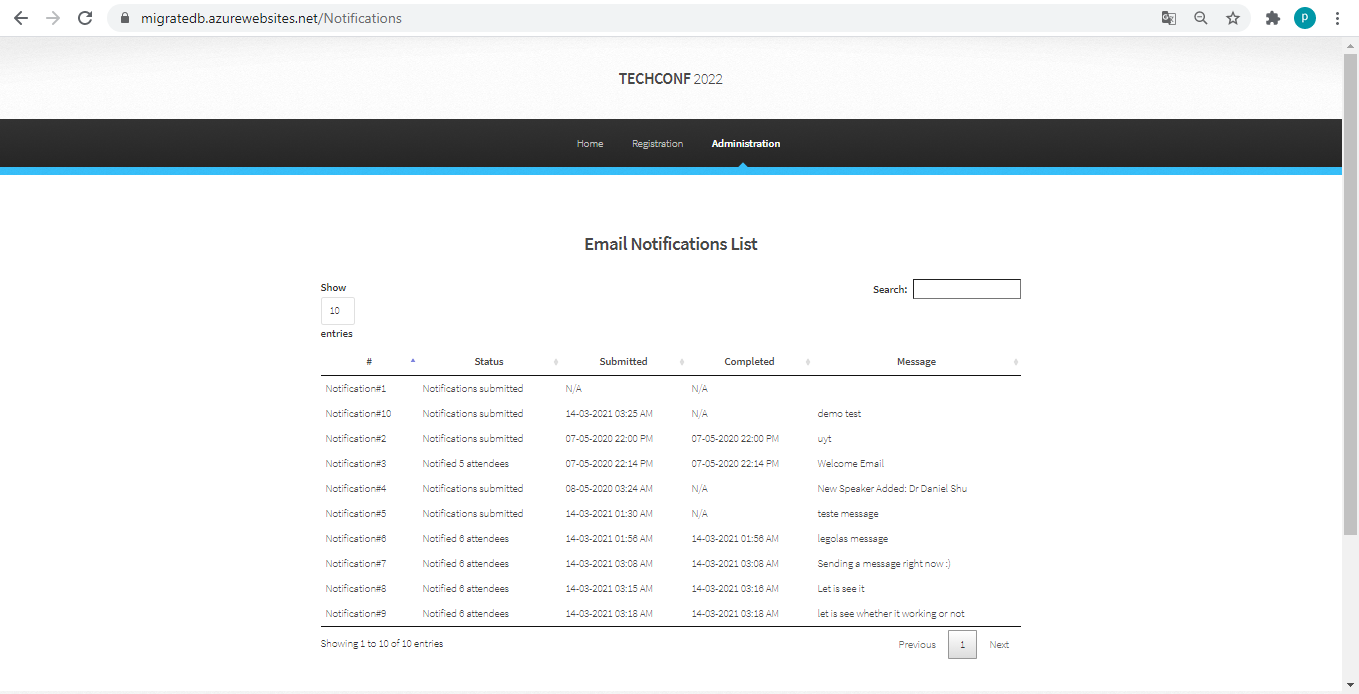 migratedb.azurewebsites.net/Notifications
P
TECHCONF 2022
Home Registration Administration
Email Notifications List
Show
10
entries
Search:
# Status Submitted Completed Message
Notification#1 Notifications submitted N/A N/A
Notification#10 Notifications submitted 14-03-2021 03:25 AM N/A demo test
Notification#2 Notifications submitted 07-05-2020 22:00 PM 07-05-2020 22:00 PM uyt
Notification#3 Notified 5 attendees 07-05-2020 22:14 PM 07-05-2020 22:14 PM Welcome Email
Notification#4 Notifications submitted 08-05-2020 03:24 AM N/A New Speaker Added: Dr Daniel Shu
Notification#5 Notifications submitted 14-03-2021 01:30 AM N/A teste message
Notification#6 Notified 6 attendees 14-03-2021 01:56 AM 14-03-2021 01:56 AM legolas message
Notification#7 Notified 6 attendees 14-03-2021 03:08 AM 14-03-2021 03:08 AM Sending a message right now :)
Notification#8 Notified 6 attendees 14-03-2021 03:15 AM 14-03-2021 03:16 AM Let is see it
Notification#9 Notified 6 attendees 14-03-2021 03:18 AM 14-03-2021 03:18 AM let is see whether it working or not
Showing 1 to 10 of 10 entries
Previous 1 Next